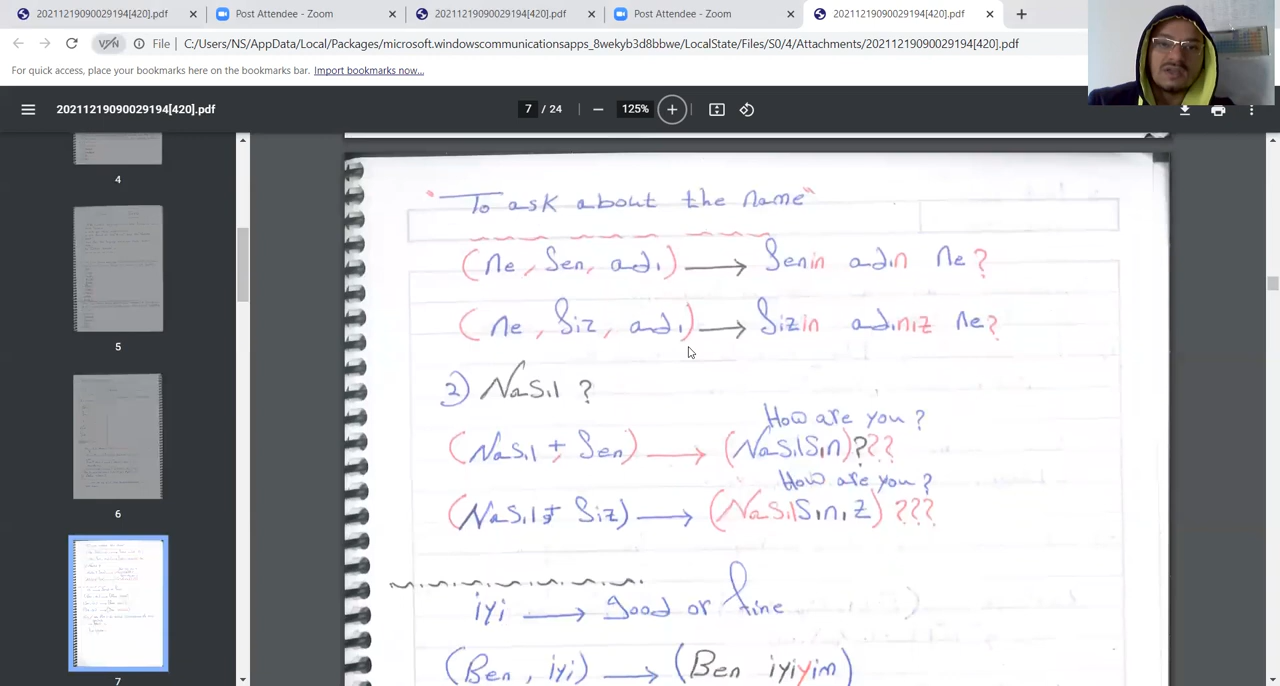 20211219090029194[420].pdf
Post Attendee - Zoom
20211219090029194[420].pdf
Post Attendee - Zoom
20211219090029194[420].pdf
VPN
File
C:/Users/NS/AppData/Local/Packages/microsoft.windowscommunicationsapps_8wekyb3d8bbwe/LocalState/Files/S0/4/Attachments/20211219090029194[420].pdf
For quick access, place your bookmarks here on the bookmarks bar. Import bookmarks now...
20211219090029194[420].pdf
7 / 24
125%
4
5
6
7
"To ask about the name"
(Ne, Sen, adı) → Senin adın Ne?
(Ne, Siz, adı) → Sizin adınız Ne?
2) Nasıl ?
How are you ?
(Nasıl + Sen) → (NasılSın)???
How are you ?
(Nasıl + Siz) → (NasılSınız) ???
iyi → good or fine
(Ben, iyi) → (Ben iyiyim)